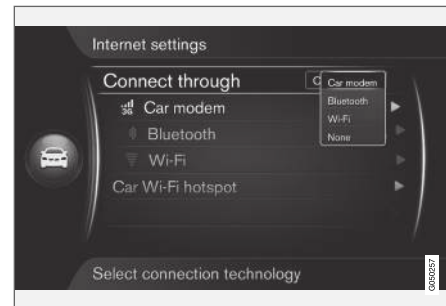 Internet settings
Connect through
Car modem
Bluetooth
Wi-Fi
None
3G Car modem
Bluetooth
Wi-Fi
Car Wi-Fi hotspot
Select connection technology
G050257